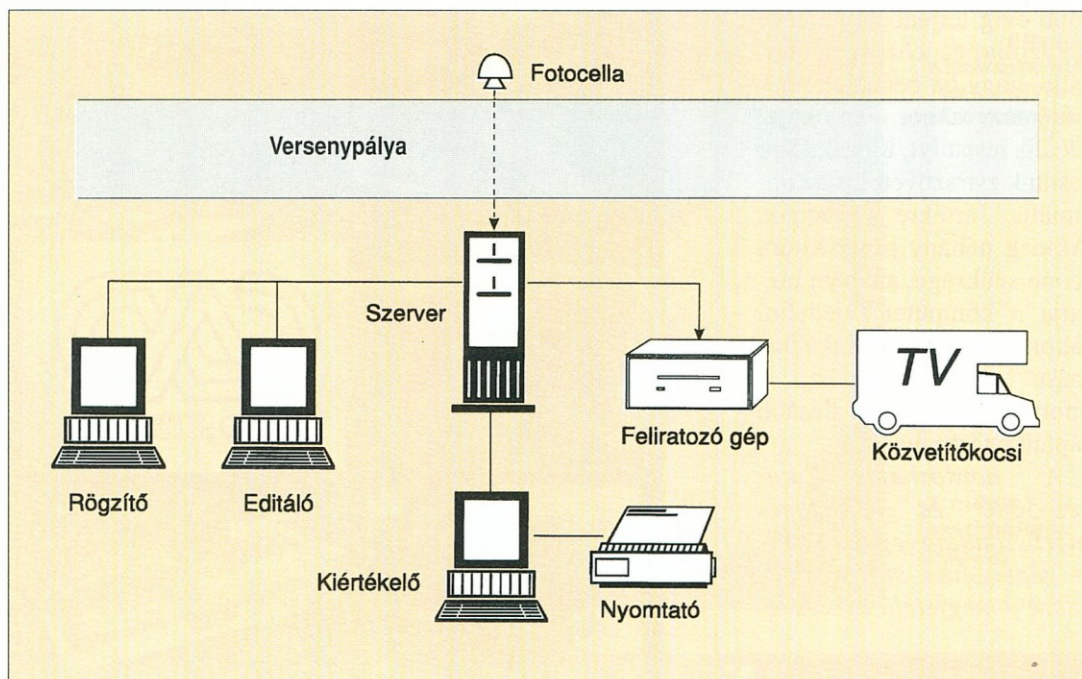 Fotocella
Versenypálya
Szerver
TV
Feliratozó gép
Közvetítőkocsi
Rögzítő
Editáló
Kiértékelő
Nyomtató